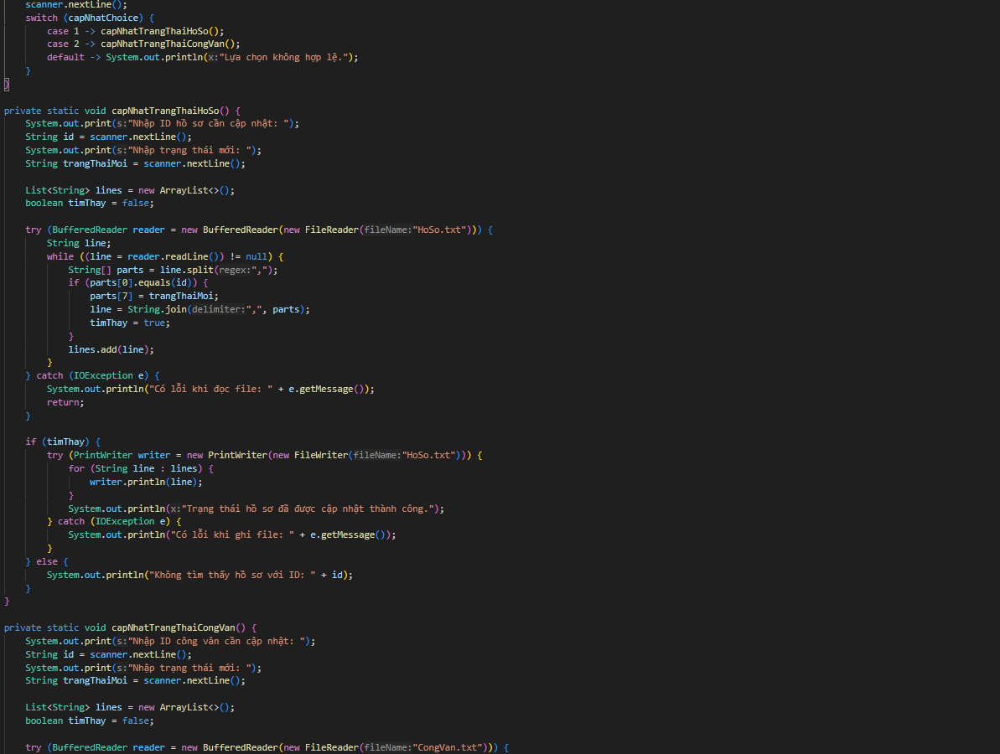 scanner.nextLine();
switch (capNhatChoice) {
case 1 -> capNhatTrangThaiHoSo();
case 2 -> capNhatTrangThaiCongVan();
default -> System.out.println(x:"Lựa chọn không hợp lệ.");
}
}
private static void capNhatTrangThaiHoSo() {
System.out.print(s:"Nhập ID hồ sơ cần cập nhật: ");
String id = scanner.nextLine();
System.out.print(s:"Nhập trạng thái mới: ");
String trangThaiMoi = scanner.nextLine();
List<String> lines = new ArrayList<>();
boolean timThay = false;
try (BufferedReader reader = new BufferedReader(new FileReader(fileName:"HoSo.txt"))) {
String line;
while ((line = reader.readLine()) != null) {
String[] parts = line.split(regex:",");
if (parts[0].equals(id)) {
parts[7] = trangThaiMoi;
line = String.join(delimiter:",", parts);
timThay = true;
}
lines.add(line);
}
} catch (IOException e) {
System.out.println("Có lỗi khi đọc file: " + e.getMessage());
return;
}
if (timThay) {
try (PrintWriter writer = new PrintWriter(new FileWriter(fileName:"HoSo.txt"))) {
for (String line : lines) {
writer.println(line);
}
System.out.println(x:"Trạng thái hồ sơ đã được cập nhật thành công.");
} catch (IOException e) {
System.out.println("Có lỗi khi ghi file: " + e.getMessage());
}
} else {
System.out.println("Không tìm thấy hồ sơ với ID: " + id);
}
}
private static void capNhatTrangThaiCongVan() {
System.out.print(s:"Nhập ID công văn cần cập nhật: ");
String id = scanner.nextLine();
System.out.print(s:"Nhập trạng thái mới: ");
String trangThaiMoi = scanner.nextLine();
List<String> lines = new ArrayList<>();
boolean timThay = false;
try (BufferedReader reader = new BufferedReader(new FileReader(fileName:"CongVan.txt"))) {